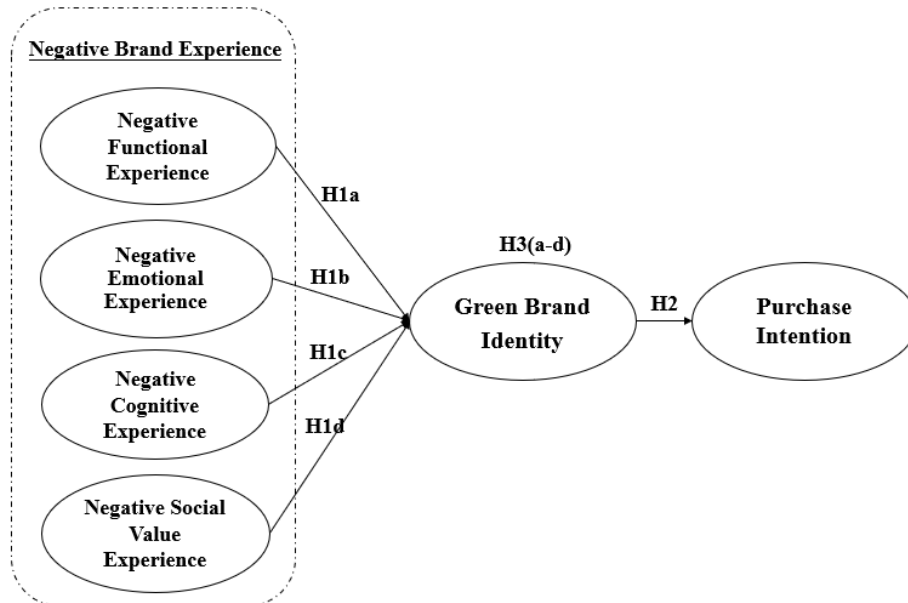 Negative Brand Experience
Negative
Functional
Experience
H1a
Negative
Emotional
Experience
H1b
H1c
Negative
Cognitive
Experience
H1d
Negative Social
Value
Experience
H3(a-d)
Green Brand
Identity
H2
Purchase
Intention